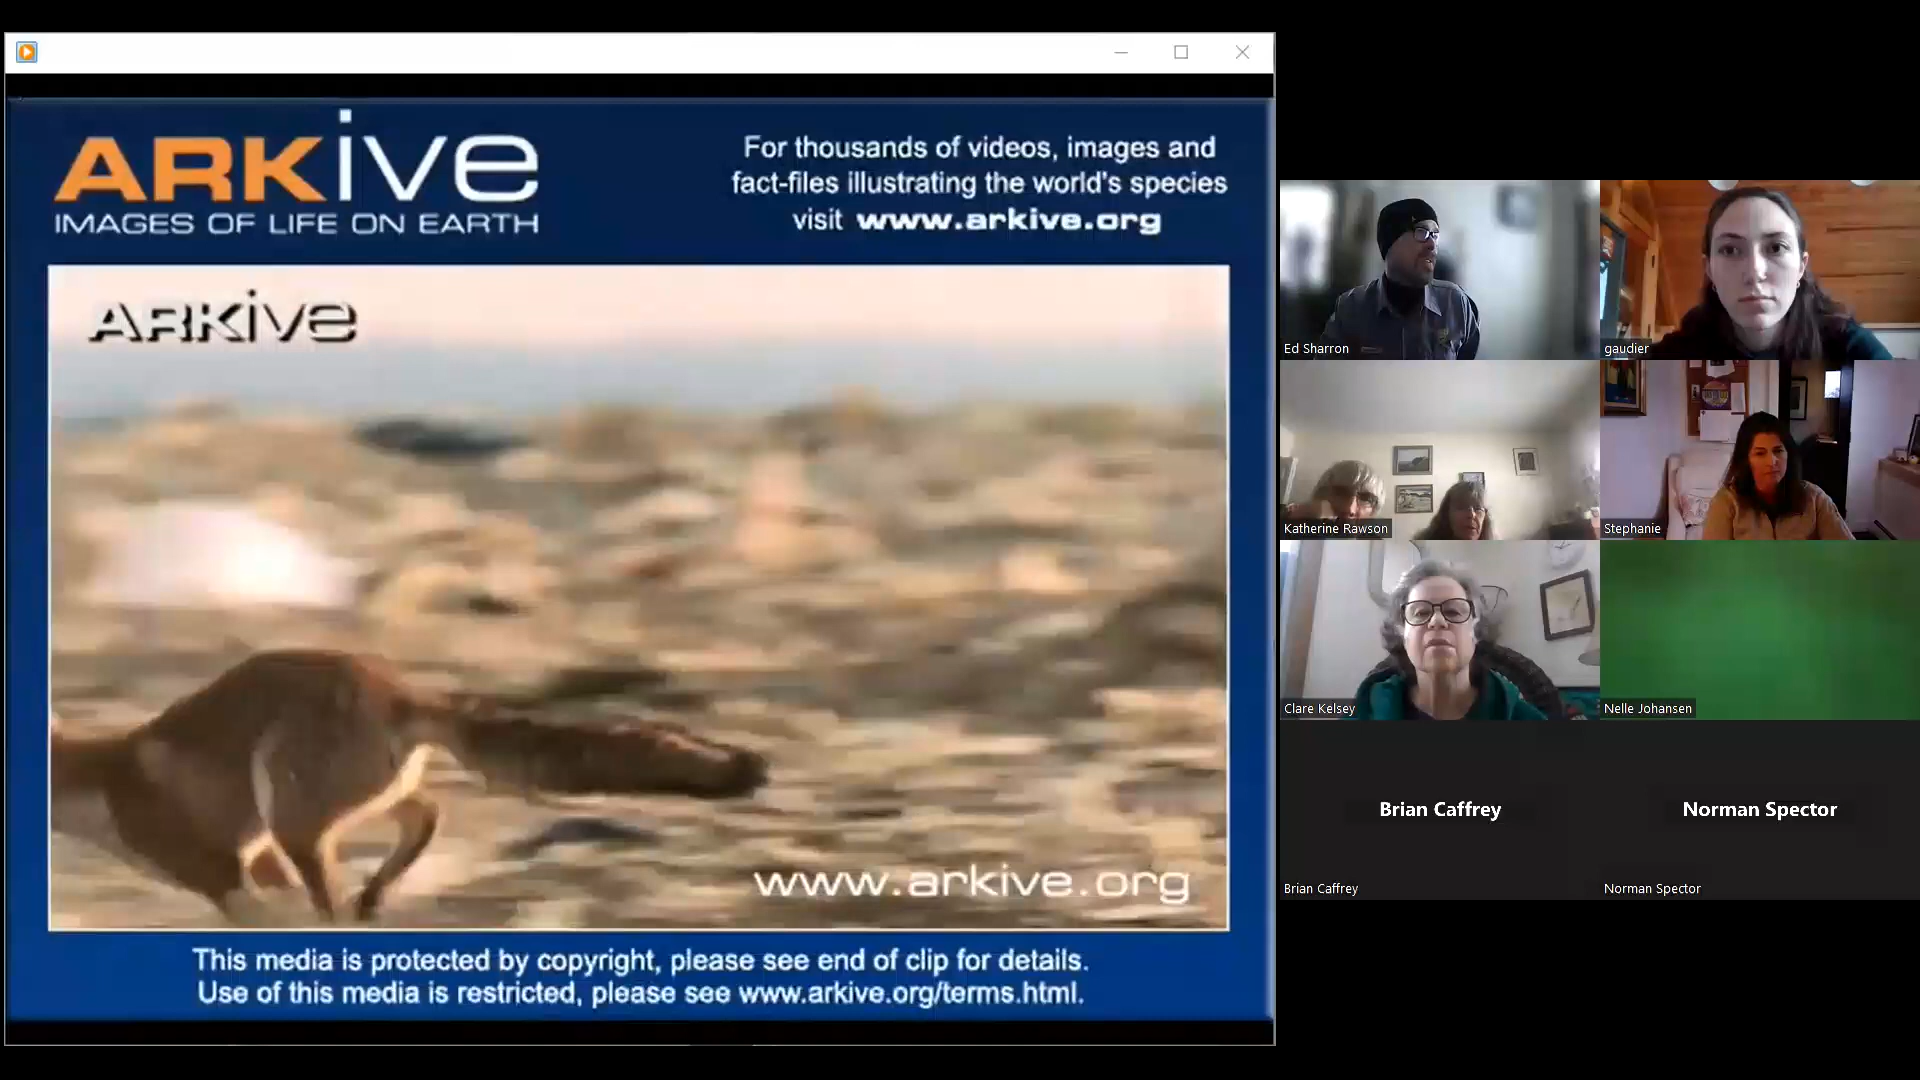 ARKive
IMAGES OF LIFE ON EARTH
For thousands of videos, images and
fact-files illustrating the world's species
visit www.arkive.org
ARKive
www.arkive.org
This media is protected by copyright, please see end of clip for details.
Use of this media is restricted, please see www.arkive.org/terms.html.
Ed Sharron
gaudier
Katherine Rawson
Stephanie
Clare Kelsey
Nelle Johansen
Brian Caffrey
Norman Spector
Brian Caffrey
Norman Spector